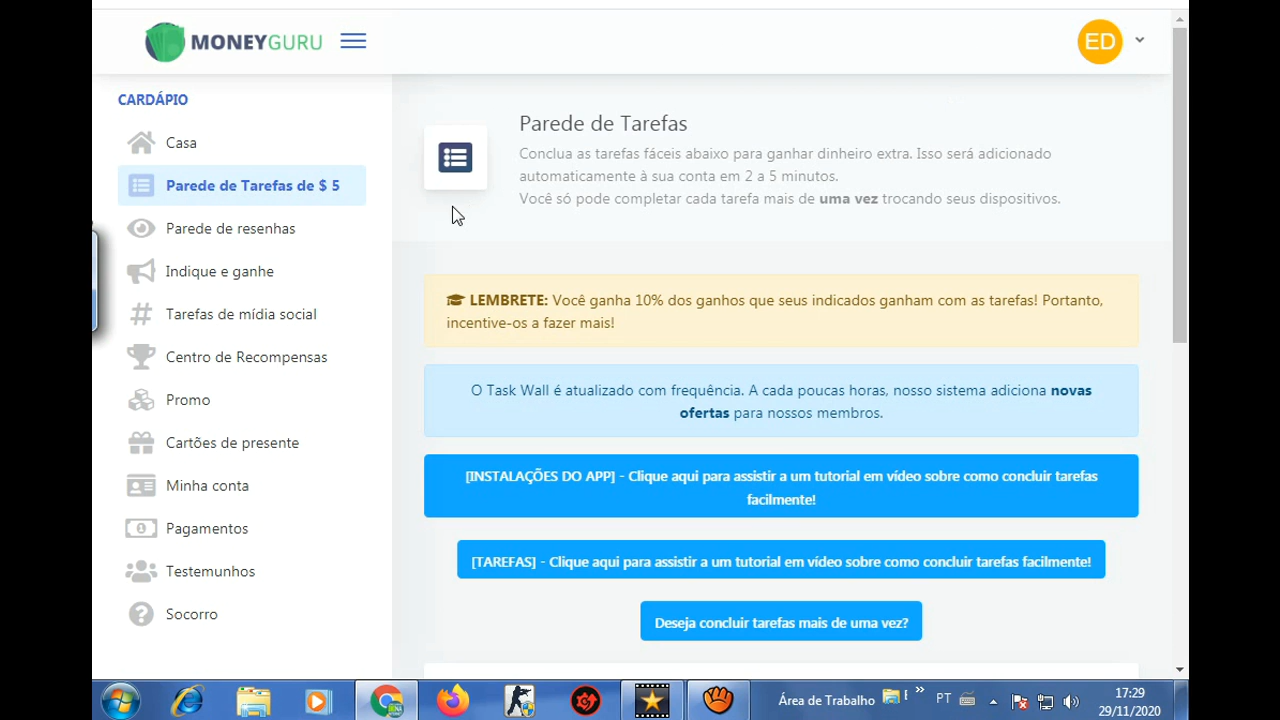 MONEYGURU
ED
CARDÁPIO
Casa
Parede de Tarefas de $ 5
Parede de resenhas
Indique e ganhe
Tarefas de mídia social
Centro de Recompensas
Promo
Cartões de presente
Minha conta
Pagamentos
Testemunhos
Socorro
Parede de Tarefas
Conclua as tarefas fáceis abaixo para ganhar dinheiro extra. Isso será adicionado
automaticamente à sua conta em 2 a 5 minutos.
Você só pode completar cada tarefa mais de uma vez trocando seus dispositivos.
LEMBRETE: Você ganha 10% dos ganhos que seus indicados ganham com as tarefas! Portanto,
incentive-os a fazer mais!
O Task Wall é atualizado com frequência. A cada poucas horas, nosso sistema adiciona novas
ofertas para nossos membros.
[INSTALAÇÕES DO APP] - Clique aqui para assistir a um tutorial em vídeo sobre como concluir tarefas
facilmente!
[TAREFAS] - Clique aqui para assistir a um tutorial em vídeo sobre como concluir tarefas facilmente!
Deseja concluir tarefas mais de uma vez?
Área de Trabalho
PT
17:29
29/11/2020